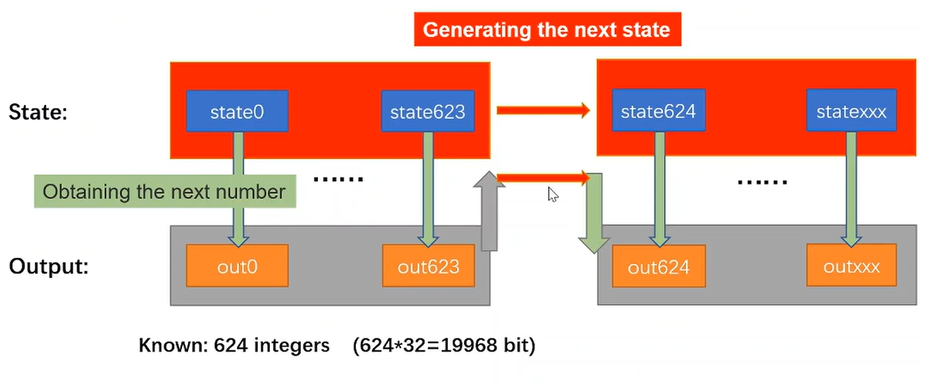 Generating the next state
State:
state0
state623
state624
statexxx
Obtaining the next number
......
......
Output:
out0
out623
out624
outxxx
Known: 624 integers (624*32=19968 bit)